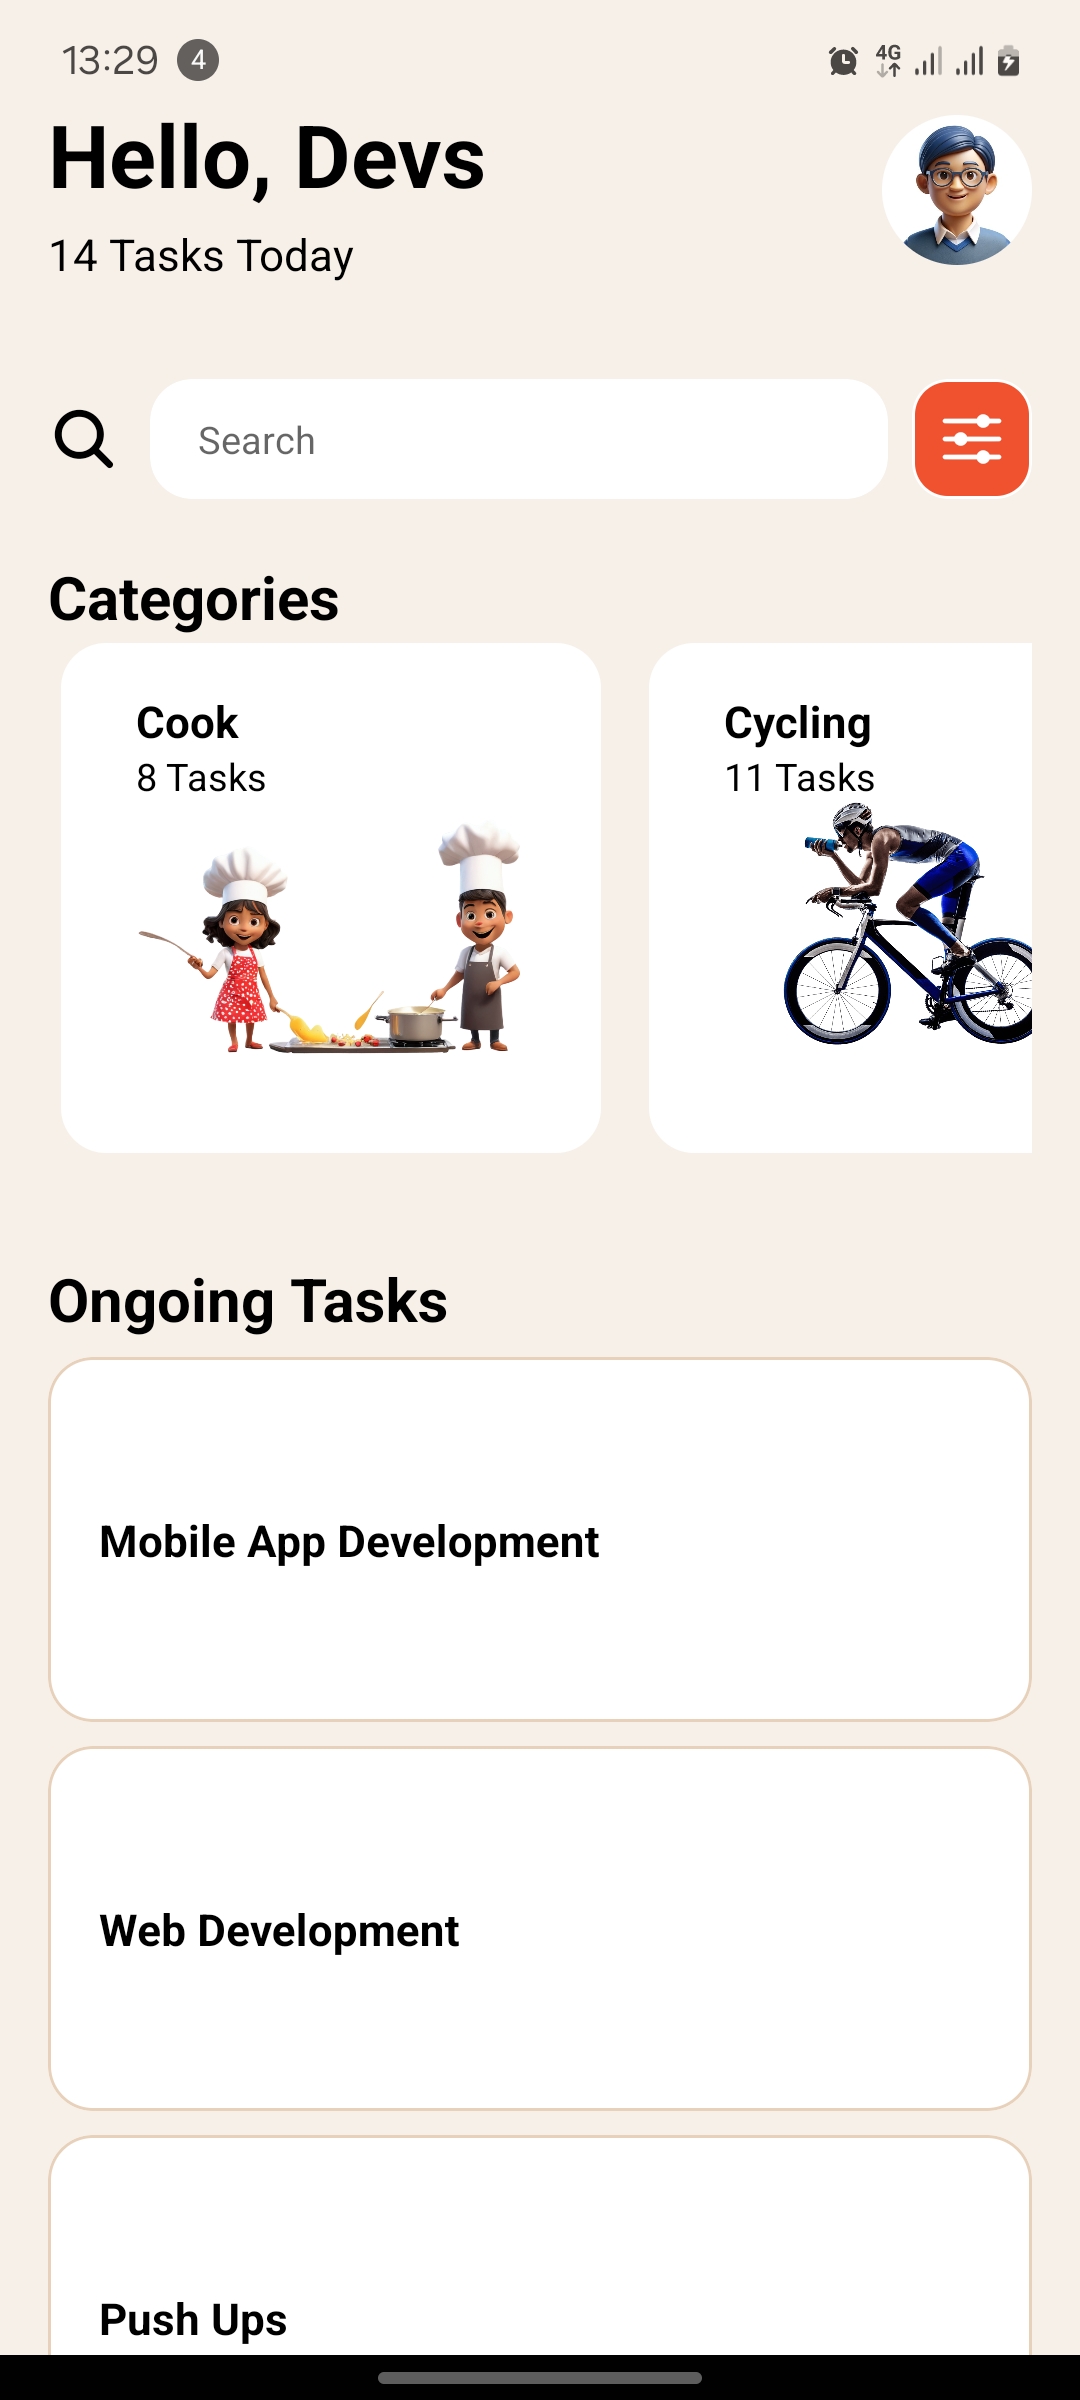 13:29 4 4G
Hello, Devs
14 Tasks Today
Search
Categories
Cook
8 Tasks
Cycling
11 Tasks
Ongoing Tasks
Mobile App Development
Web Development
Push Ups